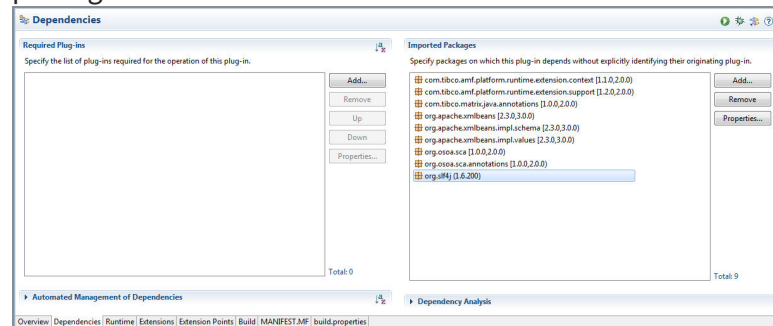 Dependencies
Required Plug-ins
Specify the list of plug-ins required for the operation of this plug-in.
Add...
Remove
Up
Down
Properties...
Total: 0
Automated Management of Dependencies
Imported Packages
Specify packages on which this plug-in depends without explicitly identifying their originating plug-in.
com.tibco.amf.platform.runtime.extension.context [1.1.0,2.0.0)
com.tibco.amf.platform.runtime.extension.support [1.2.0,2.0.0)
com.tibco.matrix.java.annotations [1.0.0,2.0.0)
org.apache.xmlbeans [2.3.0,3.0.0)
org.apache.xmlbeans.impl.schema [2.3.0,3.0.0)
org.apache.xmlbeans.impl.values [2.3.0,3.0.0)
org.osoa.sca [1.0.0,2.0.0)
org.osoa.sca.annotations [1.0.0,2.0.0)
org.slf4j (1.6.200)
Add...
Remove
Properties...
Total: 9
Dependency Analysis
Overview Dependencies Runtime Extensions Extension Points Build MANIFEST.MF build.properties